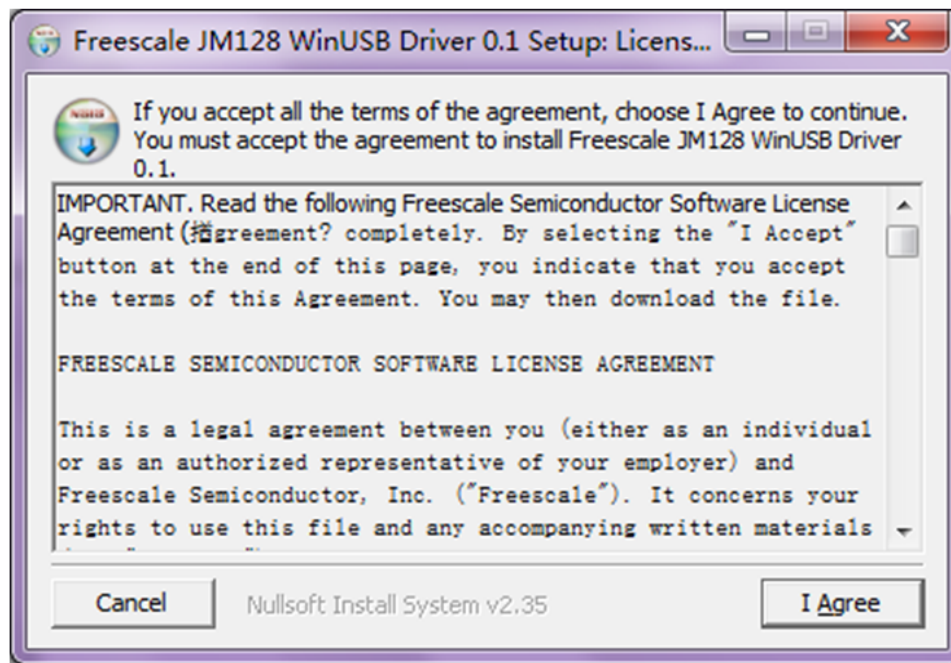 Freescale JM128 WinUSB Driver 0.1 Setup: Licens...
If you accept all the terms of the agreement, choose I Agree to continue.
You must accept the agreement to install Freescale JM128 WinUSB Driver
0.1.
IMPORTANT. Read the following Freescale Semiconductor Software License
Agreement (揂greement? completely. By selecting the "I Accept"
button at the end of this page, you indicate that you accept
the terms of this Agreement. You may then download the file.
FREESCALE SEMICONDUCTOR SOFTWARE LICENSE AGREEMENT
This is a legal agreement between you (either as an individual
or as an authorized representative of your employer) and
Freescale Semiconductor, Inc. ("Freescale"). It concerns your
rights to use this file and any accompanying written materials
Cancel
Nullsoft Install System v2.35
I Agree